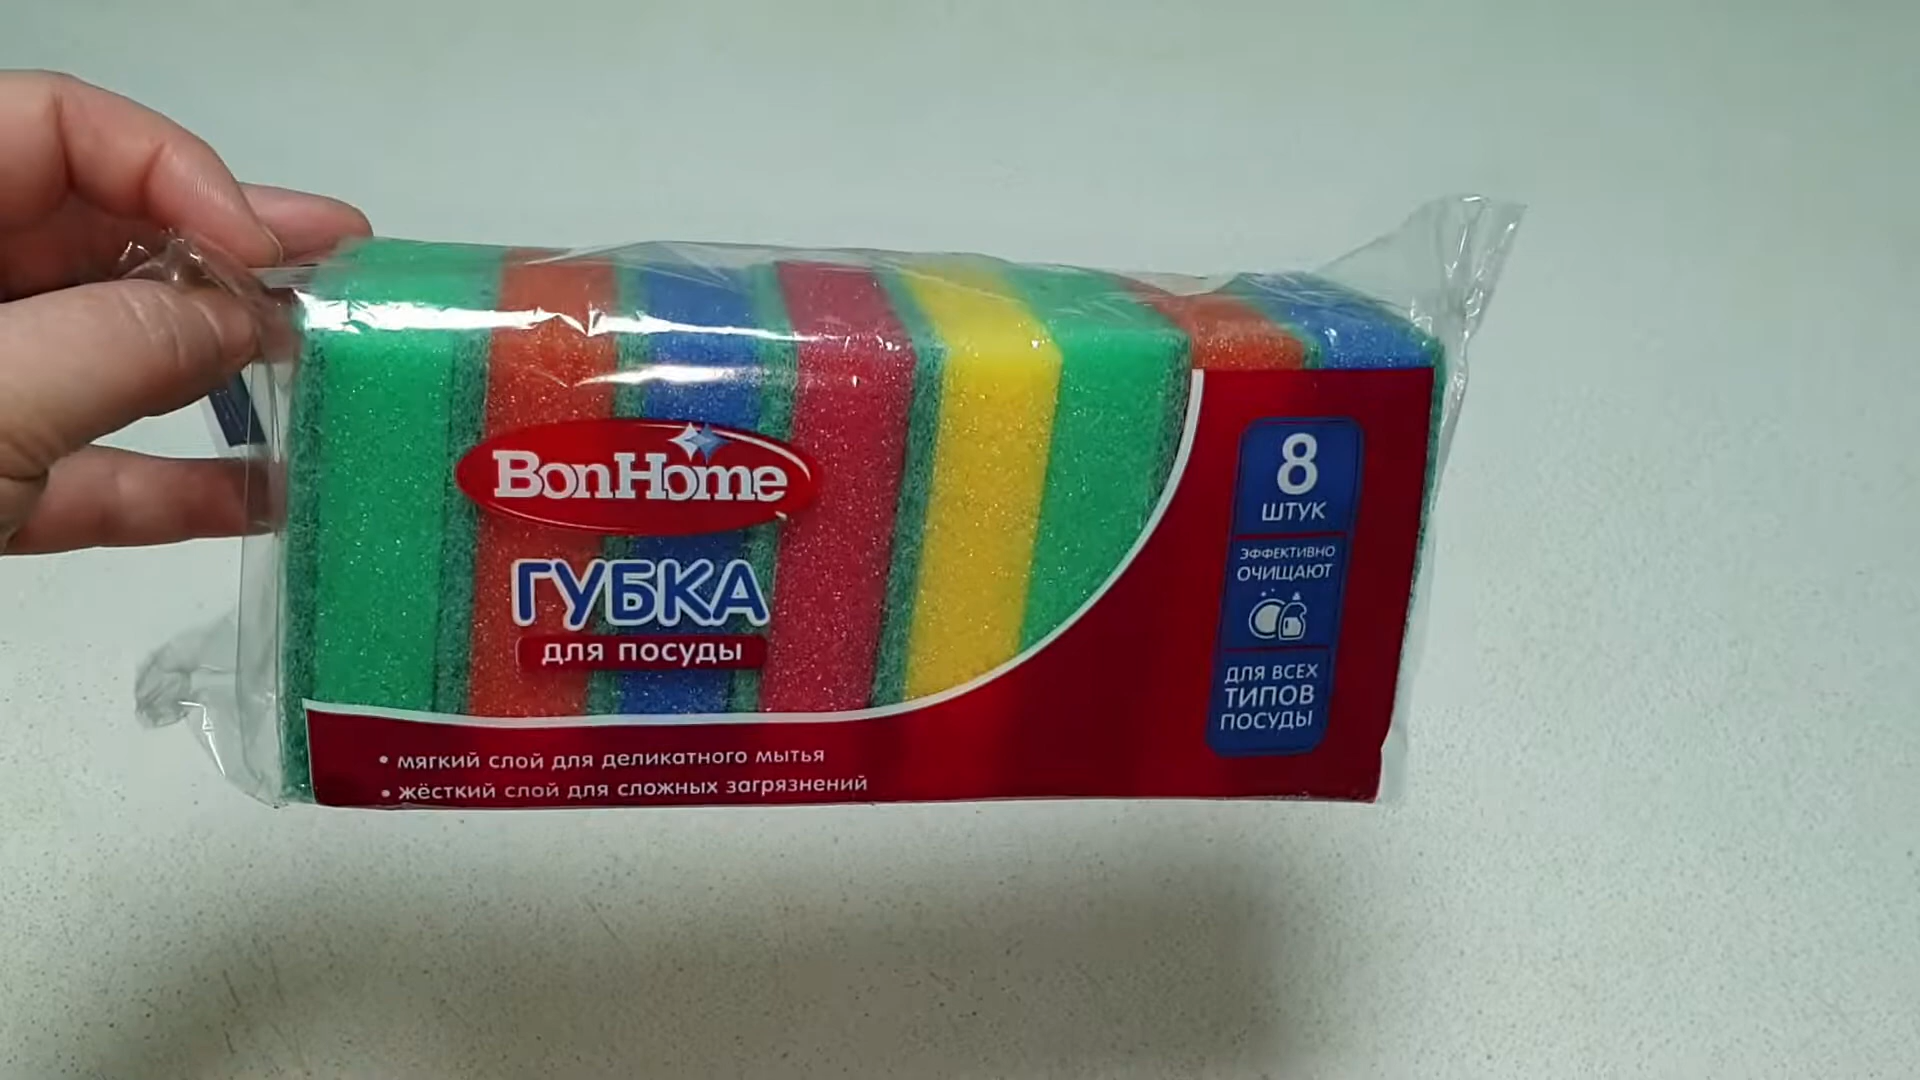 BonHome
ГУБКА
для посуды
• мягкий слой для деликатного мытья
• жёсткий слой для сложных загрязнений
8
ШТУК
ЭФФЕКТИВНО
ОЧИЩАЮТ
ДЛЯ ВСЕХ
ТИПОВ
ПОСУДЫ